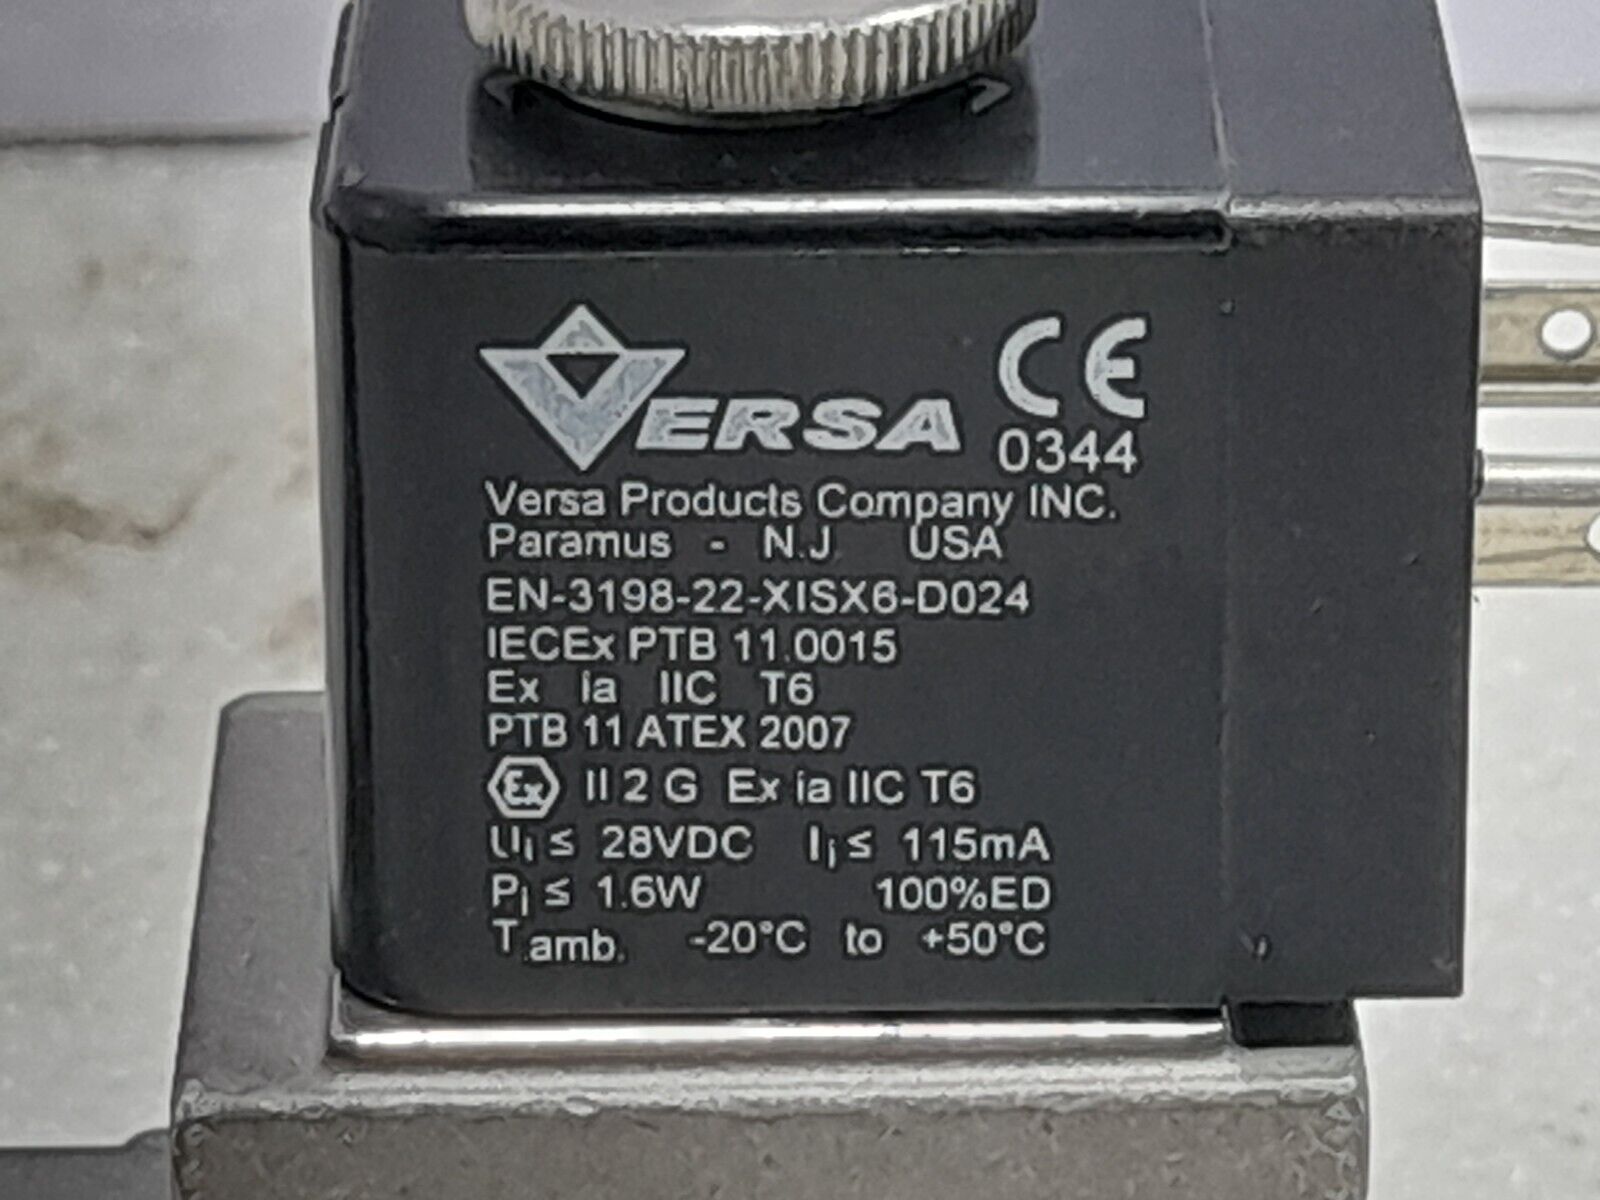 VERSA
CE
0344
Versa Products Company INC.
Paramus - N.J USA
EN-3198-22-XISX6-D024
IECEx PTB 11.0015
Ex ia IIC T6
PTB 11 ATEX 2007
Ex II 2 G Ex ia IIC T6
Ui ≤ 28VDC Ii ≤ 115mA
Pi ≤ 1.6W 100%ED
T.amb. -20°C to +50°C